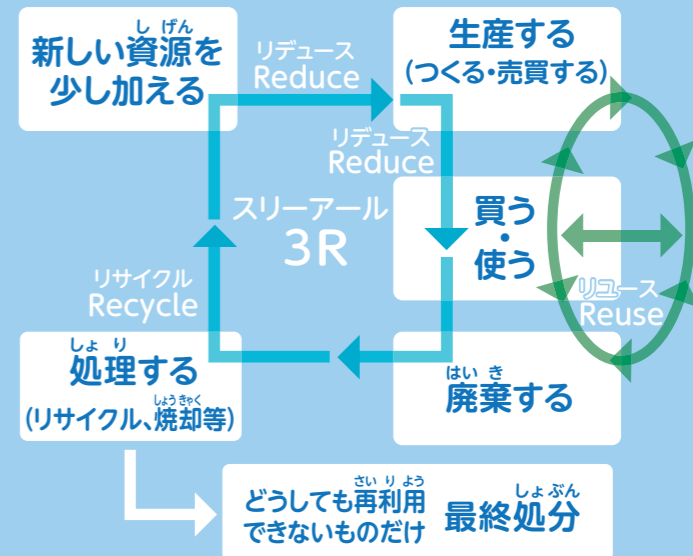 新しい資源を
少し加える
しげん
リデュース
Reduce
生産する
(つくる・売買する)
リデュース
Reduce
スリーアール
3R
買う
・
使う
リユース
Reuse
リサイクル
Recycle
しょり
処理する
しょうきゃく
(リサイクル、焼却等)
はいき
廃棄する
さいりよう
どうしても再利用
できないものだけ
しょぶん
最終処分